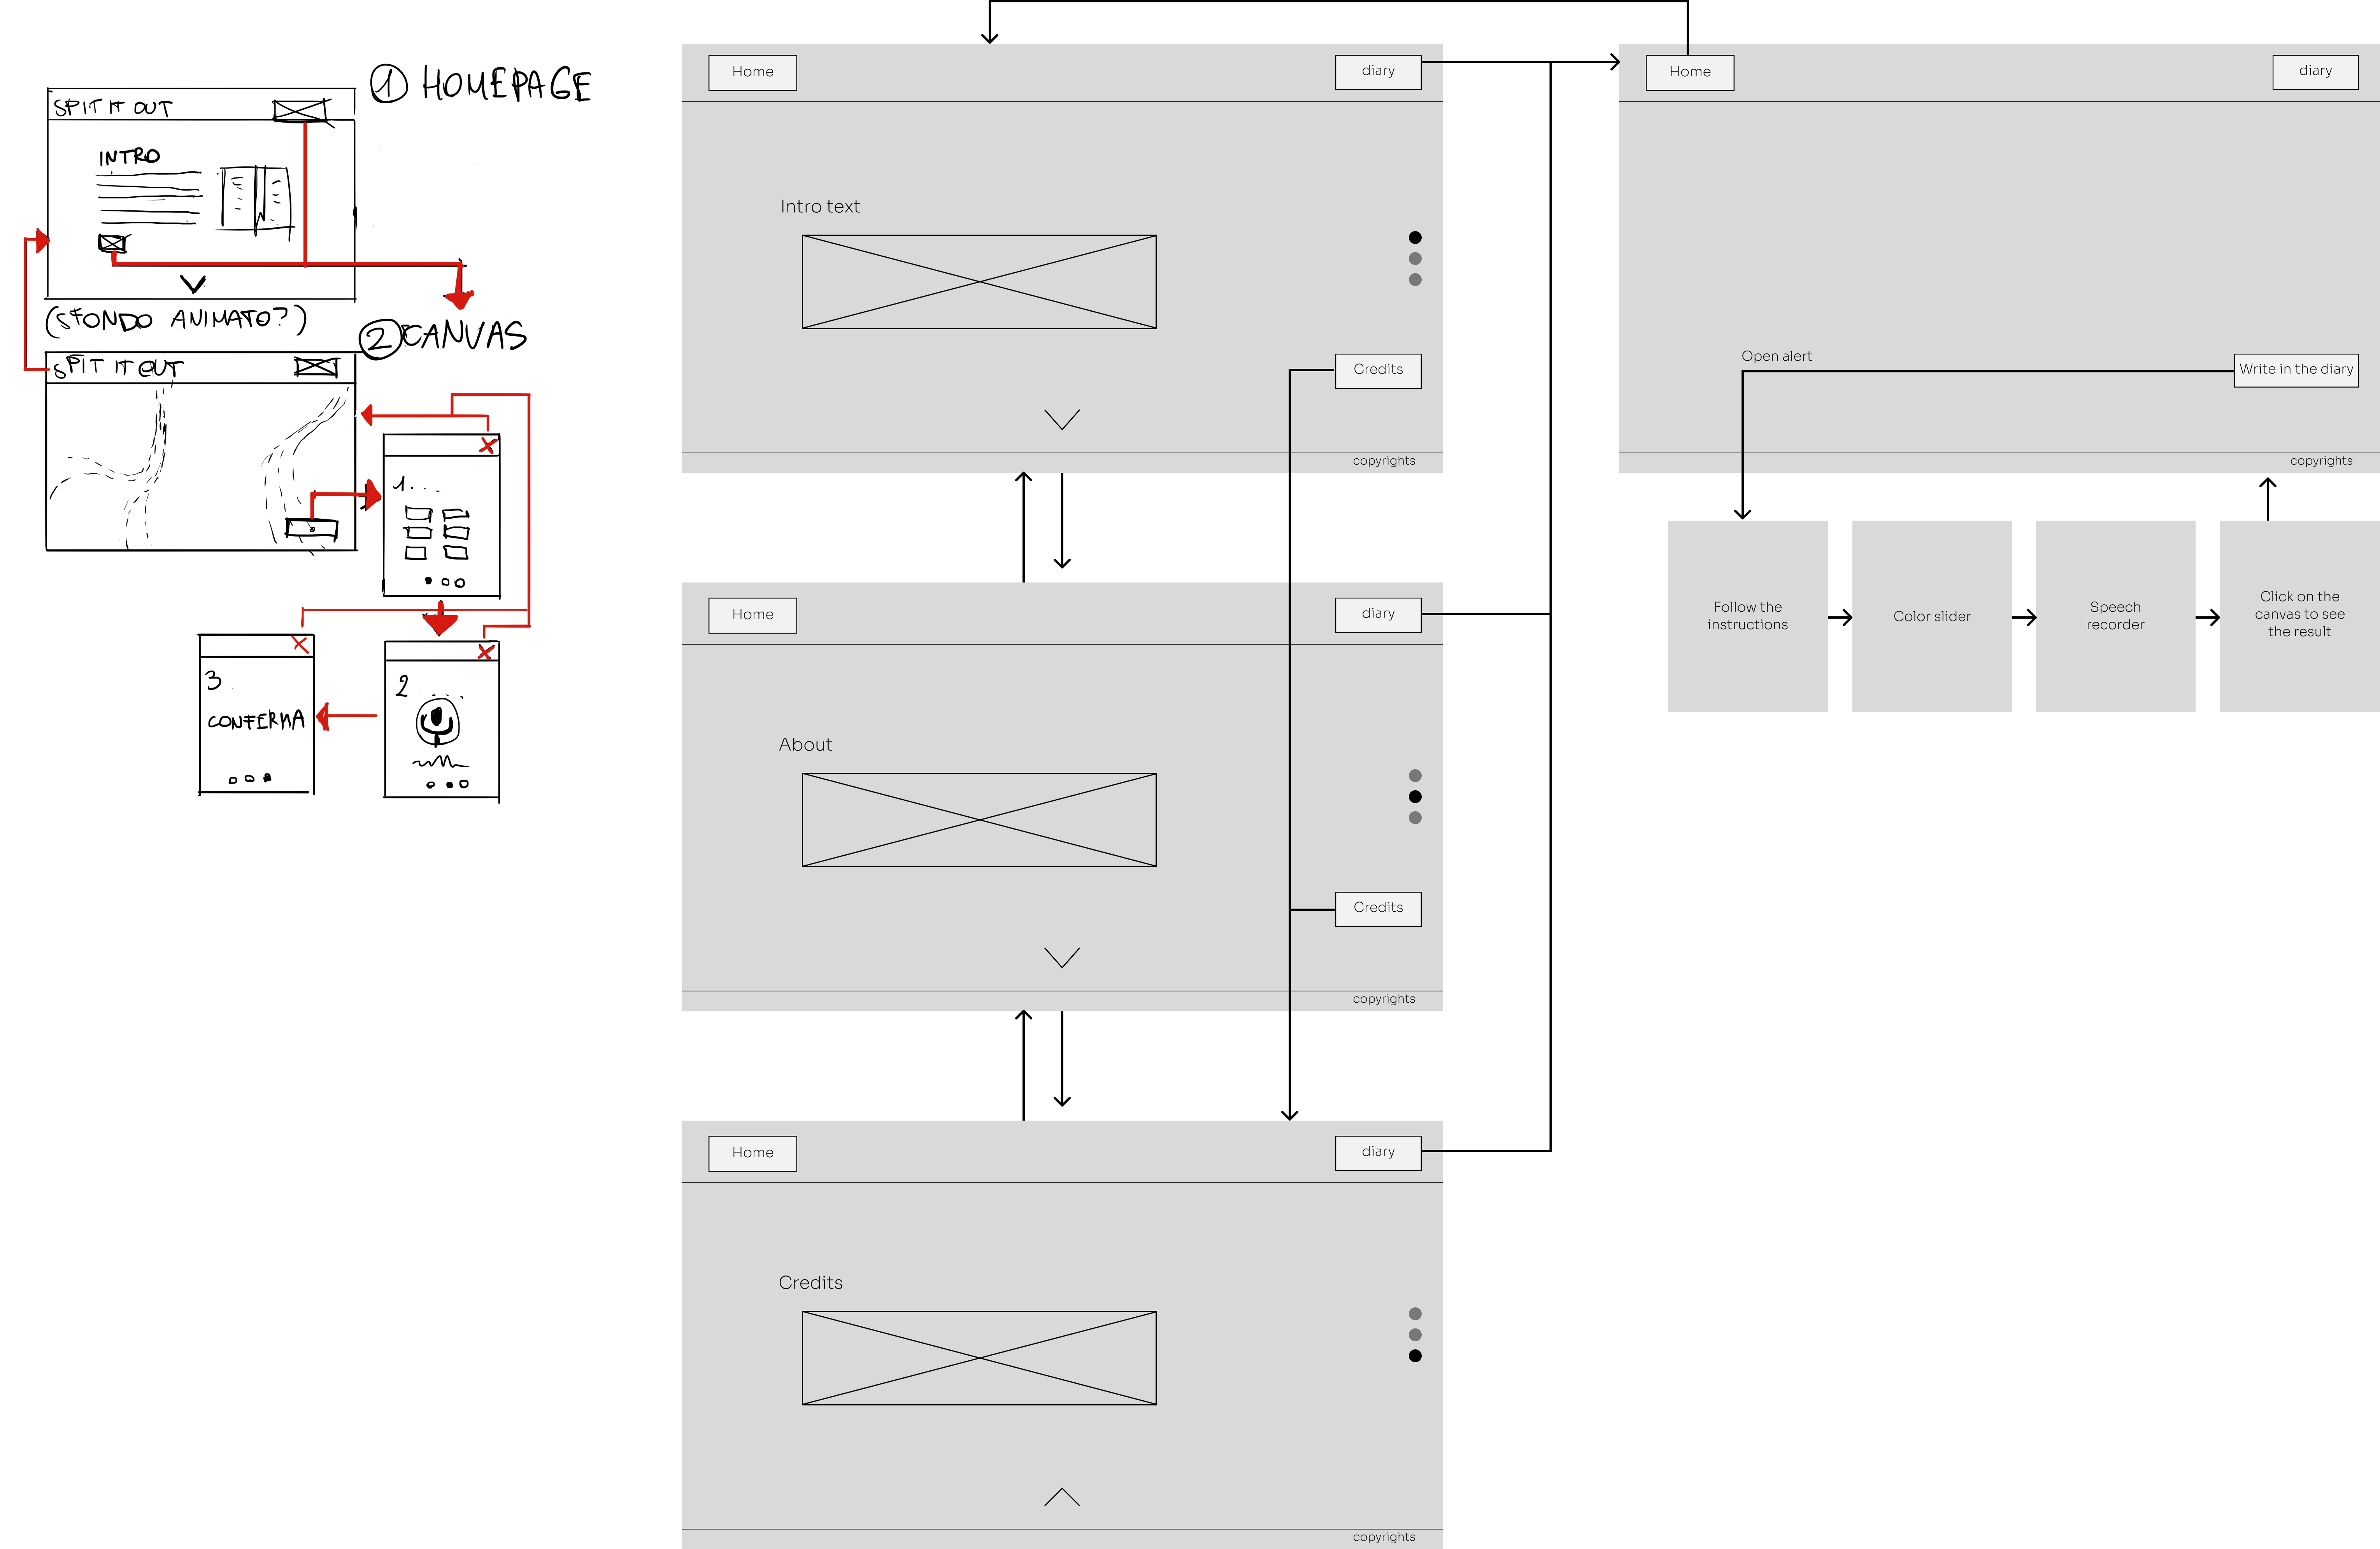 1 HOMEPAGE
SPIT IT OUT
INTRO
(SFONDO ANIMATO?)
2 CANVAS
SPIT IT OUT
1. . . .
2
3
CONFERMA
Home
diary
Intro text
Credits
copyrights
Home
diary
About
Credits
copyrights
Home
diary
Credits
copyrights
Home
diary
Open alert
Write in the diary
copyrights
Follow the
instructions
Color slider
Speech
recorder
Click on the
canvas to see
the result